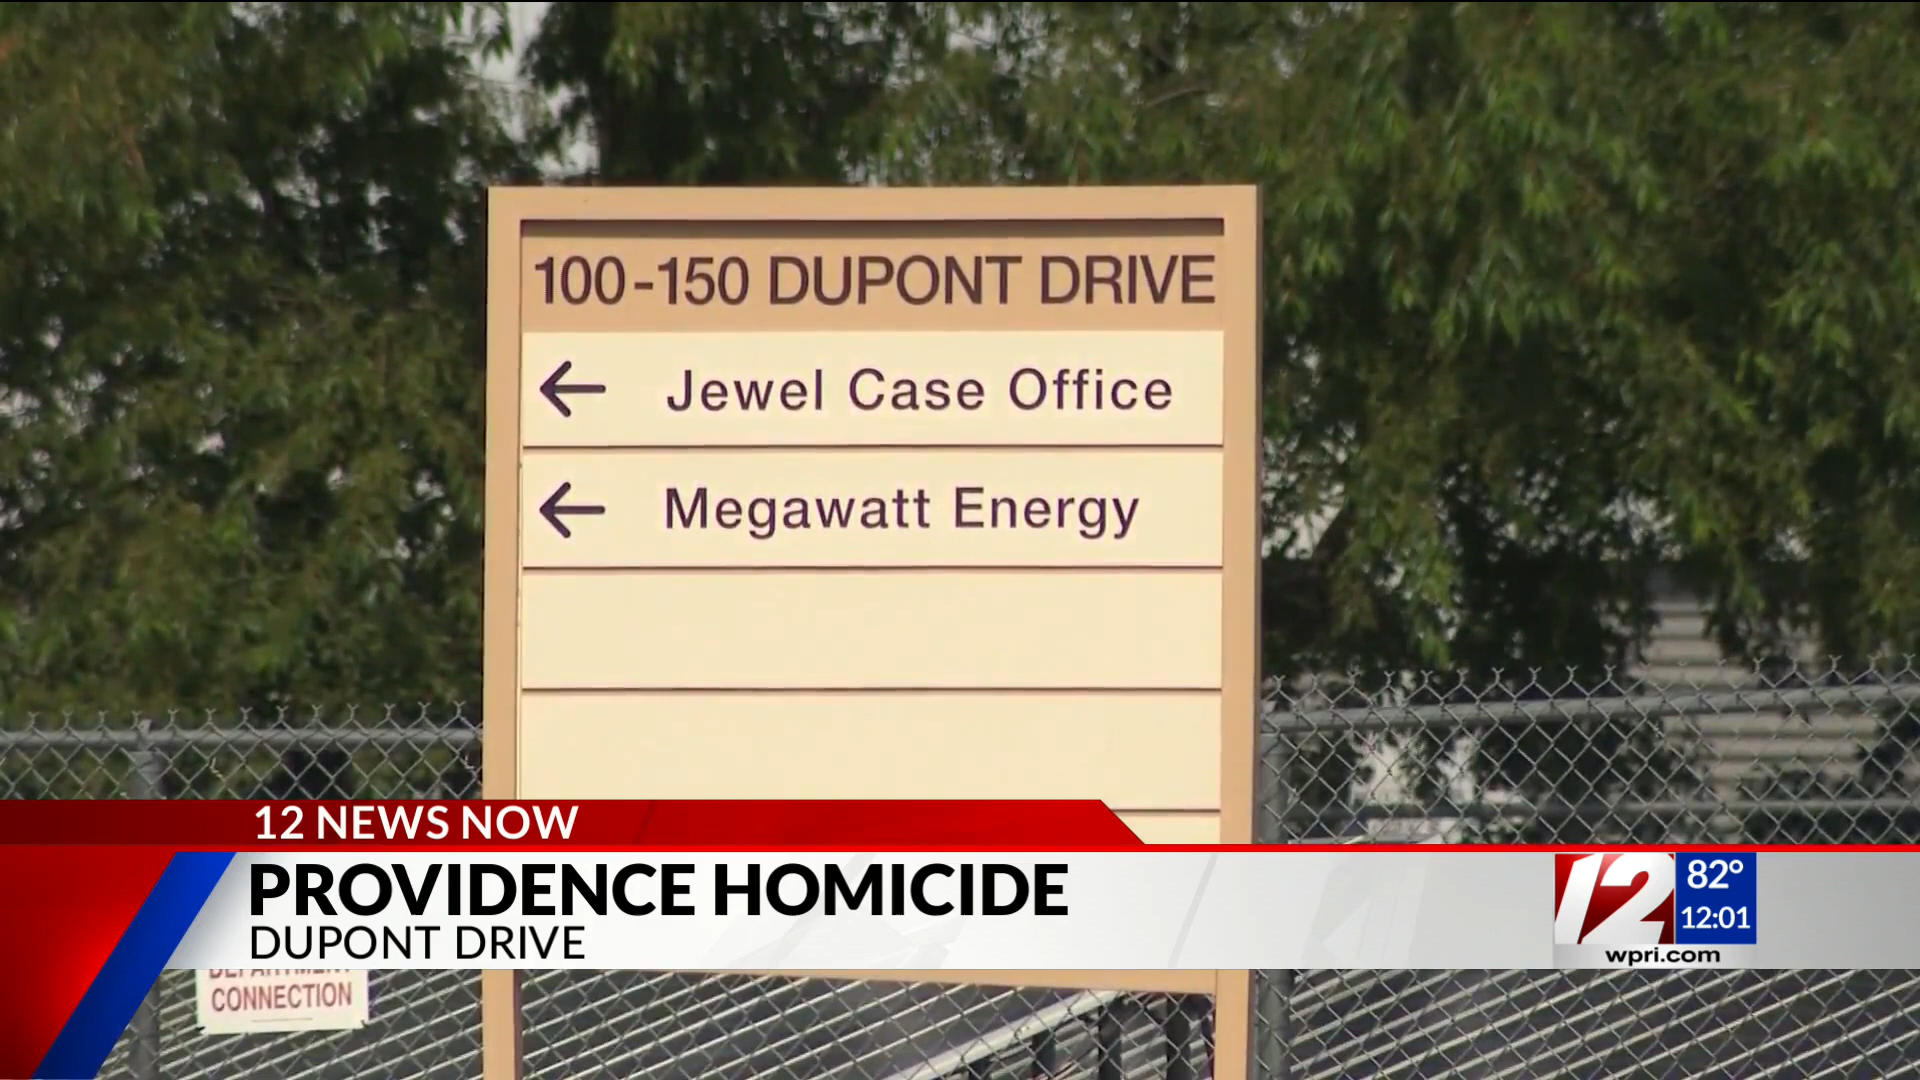 100-150 DUPONT DRIVE
← Jewel Case Office
← Megawatt Energy
12 NEWS NOW
PROVIDENCE HOMICIDE
DUPONT DRIVE
12
82°
12:01
wpri.com
DEPARTMENT
CONNECTION